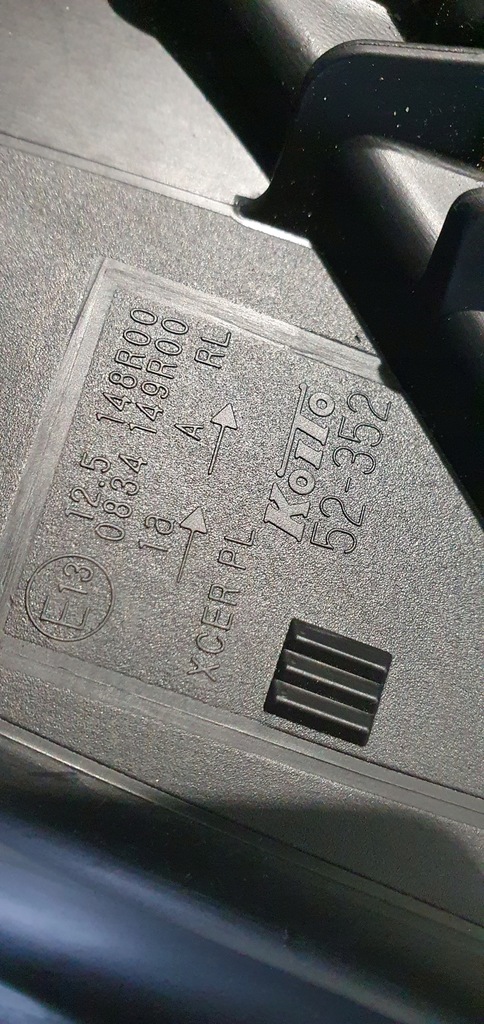 12.5 148R00
0834 149R00
1a A RL
E13
XCER PL
Koito
52-352